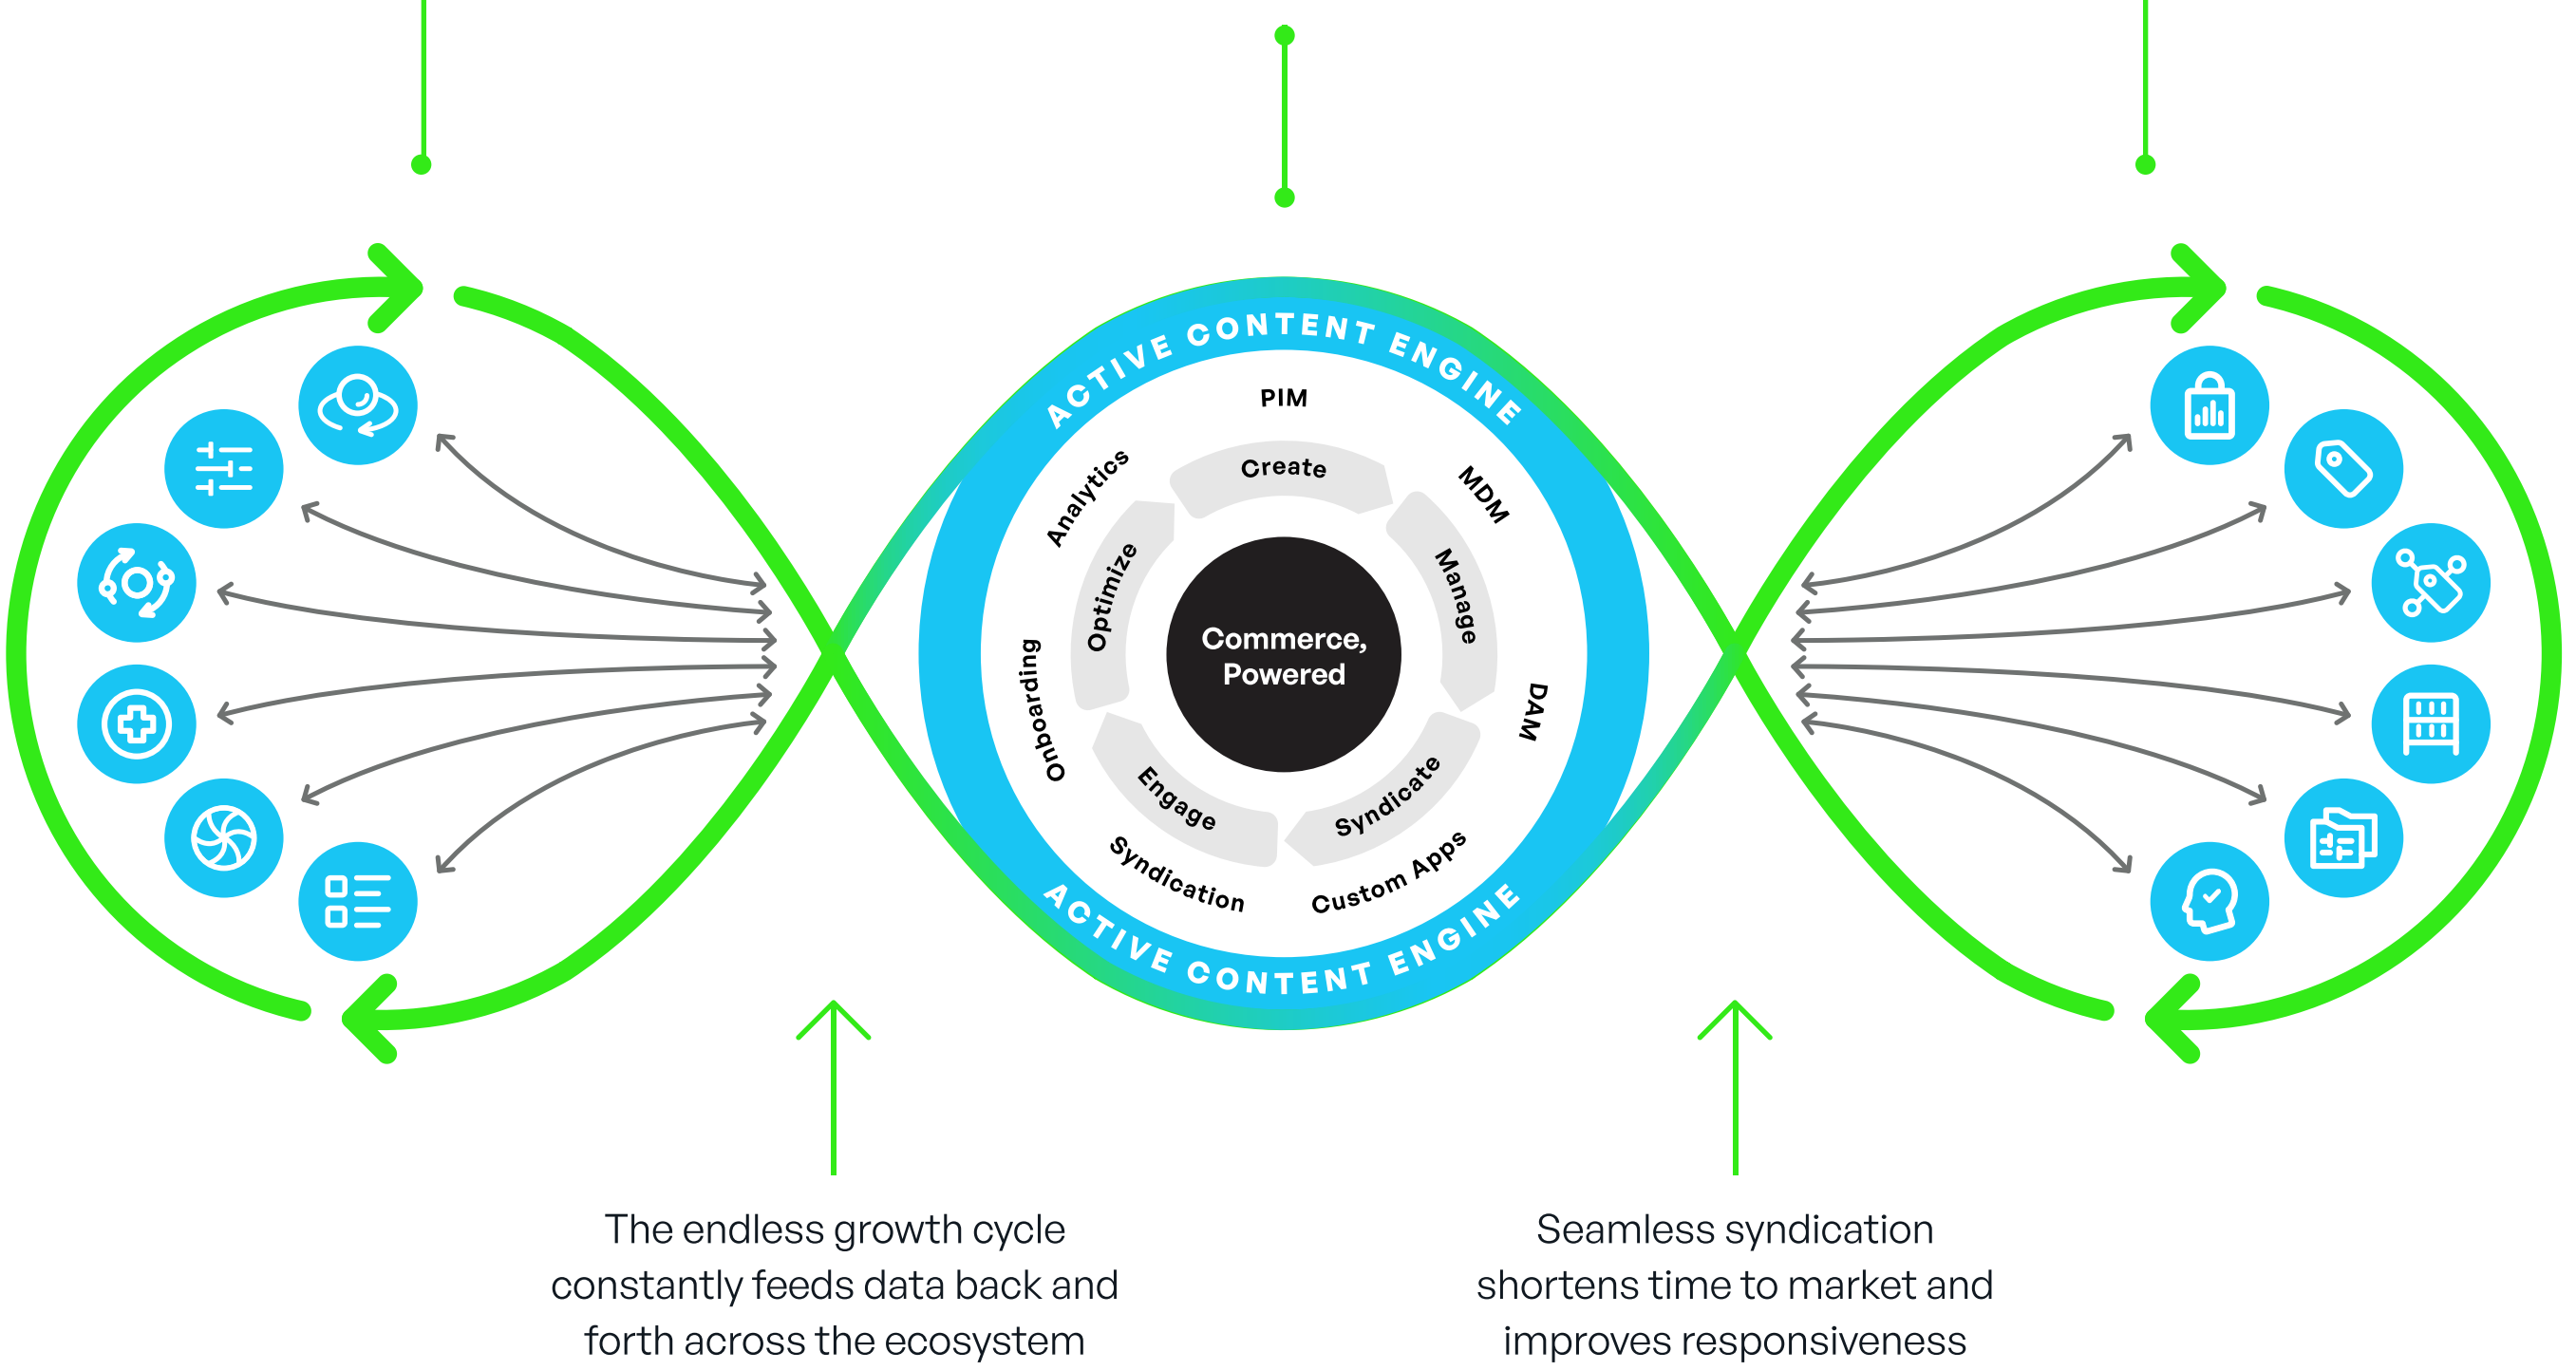 ACTIVE CONTENT ENGINE
PIM
MDM
DAM
Custom Apps
Syndication
Onboarding
Analytics
Create
Manage
Syndicate
Engage
Optimize
Commerce,
Powered
ACTIVE CONTENT ENGINE
The endless growth cycle
constantly feeds data back and
forth across the ecosystem
Seamless syndication
shortens time to market and
improves responsiveness